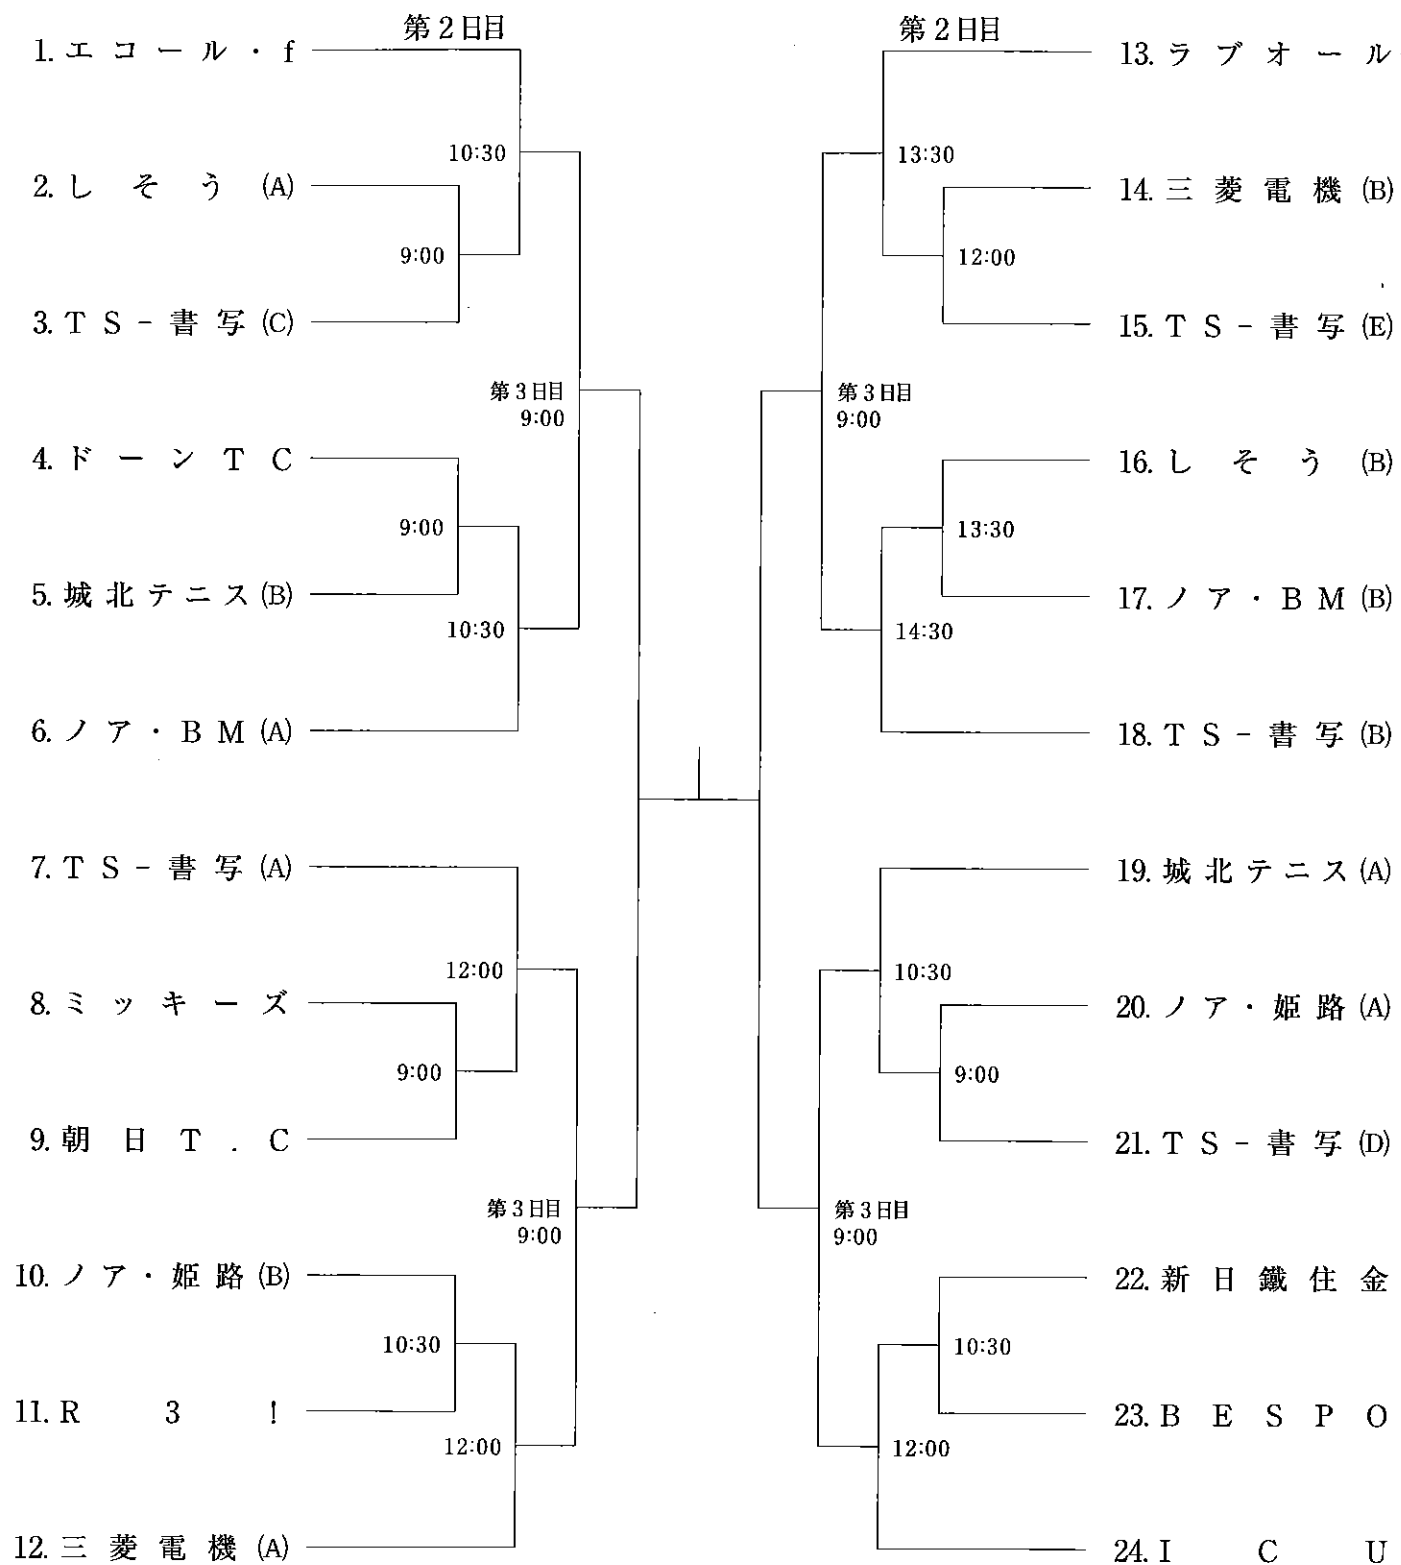 第2日目
1. エコール・f
10:30
2. しそう (A)
9:00
3. TS-書写 (C)
第3日目
9:00
4. ドーンTC
9:00
5. 城北テニス (B)
10:30
6. ノア・BM (A)
7. TS-書写 (A)
12:00
8. ミッキーズ
9:00
9. 朝日T.C
第3日目
9:00
10. ノア・姫路 (B)
10:30
11. R3!
12:00
12. 三菱電機 (A)
第2日目
13. ラブオール
13:30
14. 三菱電機 (B)
12:00
15. TS-書写 (E)
第3日目
9:00
16. しそう (B)
13:30
17. ノア・BM (B)
14:30
18. TS-書写 (B)
19. 城北テニス (A)
10:30
20. ノア・姫路 (A)
9:00
21. TS-書写 (D)
第3日目
9:00
22. 新日鐵住金
10:30
23. BESPO
12:00
24. ICU